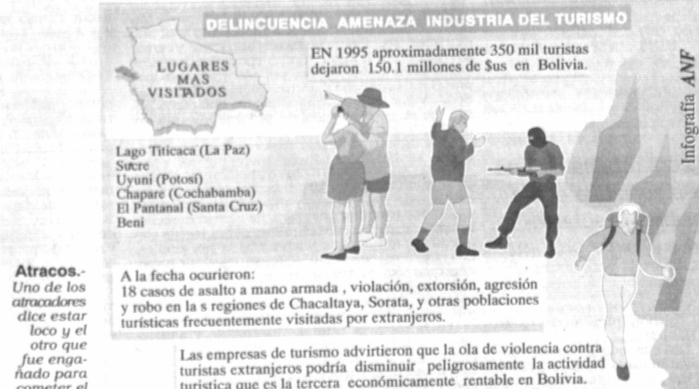 DELINCUENCIA AMENAZA INDUSTRIA DEL TURISMO
EN 1995 aproximadamente 350 mil turistas
dejaron 150.1 millones de $us en Bolivia.
LUGARES
MAS
VISITADOS
Lago Titicaca (La Paz)
Sucre
Uyuni (Potosí)
Chapare (Cochabamba)
El Pantanal (Santa Cruz)
Beni
Infografía ANF
A la fecha ocurieron:
18 casos de asalto a mano armada , violación, extorsión, agresión
y robo en la s regiones de Chacaltaya, Sorata, y otras poblaciones
turísticas frecuentemente visitadas por extranjeros.
Las empresas de turismo advirtieron que la ola de violencia contra
turistas extranjeros podría disminuir peligrosamente la actividad
turística que es la tercera económicamente rentable en Bolivia.
Atracos.-
Uno de los
atracadores
dice estar
loco y el
otro que
fue enga-
ñado para
cometer el